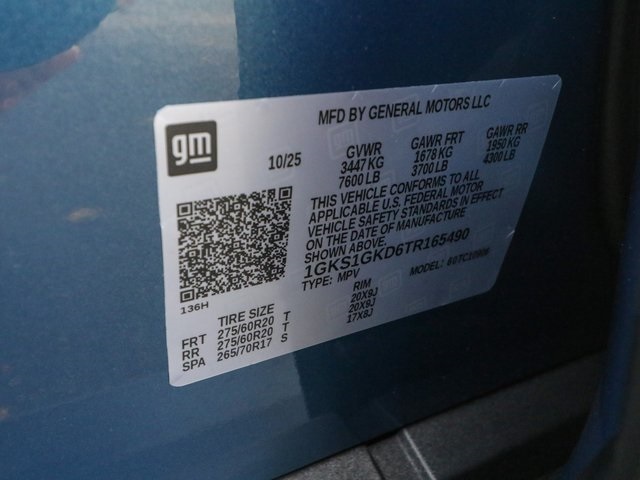 MFD BY GENERAL MOTORS LLC
gm
10/25
GVWR GAWR FRT GAWR RR
3447 KG 1678 KG 1950 KG
7600 LB 3700 LB 4300 LB
THIS VEHICLE CONFORMS TO ALL
APPLICABLE U.S. FEDERAL MOTOR
VEHICLE SAFETY STANDARDS IN EFFECT
ON THE DATE OF MANUFACTURE
SHOWN ABOVE.
1GKS1GKD6TR165490
TYPE: MPV MODEL:
136H
TIRE SIZE RIM
FRT 275/60R20 T 20X9J
RR 275/60R20 T 20X9J
SPA 265/70R17 S 17X8J